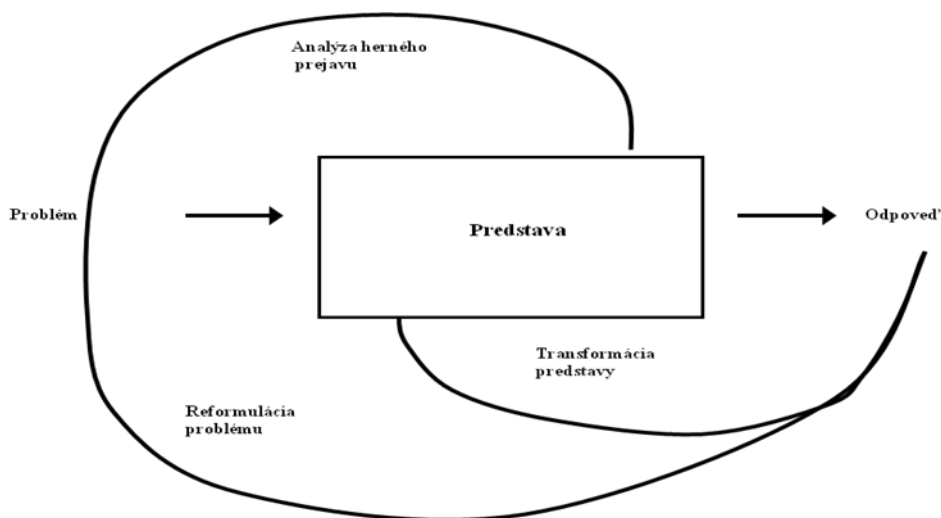 Analýza herného
prejavu
Problém
Predstava
Odpoveď
Transformácia
predstavy
Reformulácia
problému